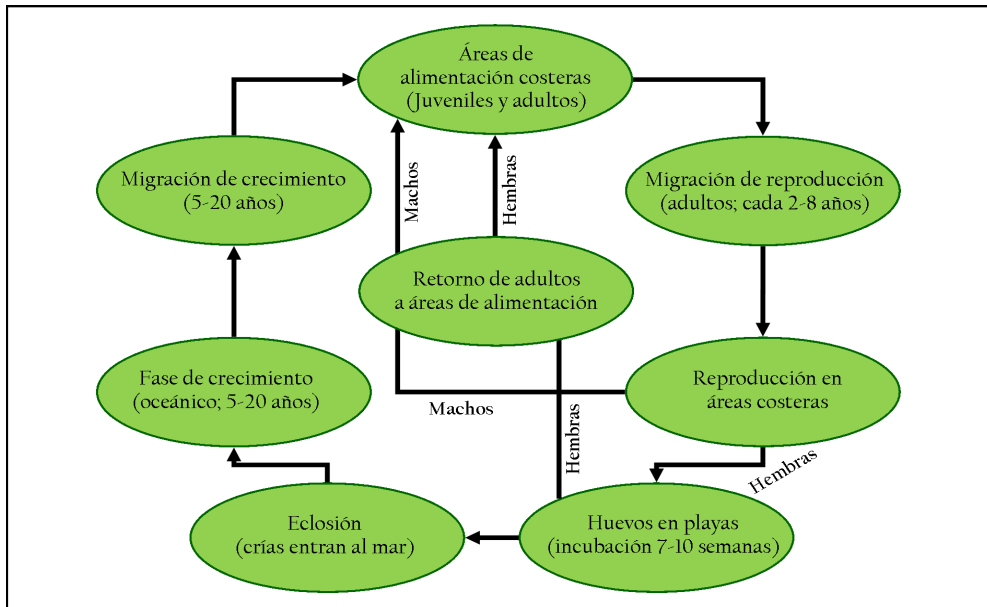 Áreas de
alimentación costeras
(Juveniles y adultos)
Migración de crecimiento
(5-20 años)
Machos
Hembras
Migración de reproducción
(adultos; cada 2-8 años)
Retorno de adultos
a áreas de alimentación
Fase de crecimiento
(oceánico; 5-20 años)
Machos
Hembras
Reproducción en
áreas costeras
Hembras
Eclosión
(crías entran al mar)
Huevos en playas
(incubación 7-10 semanas)